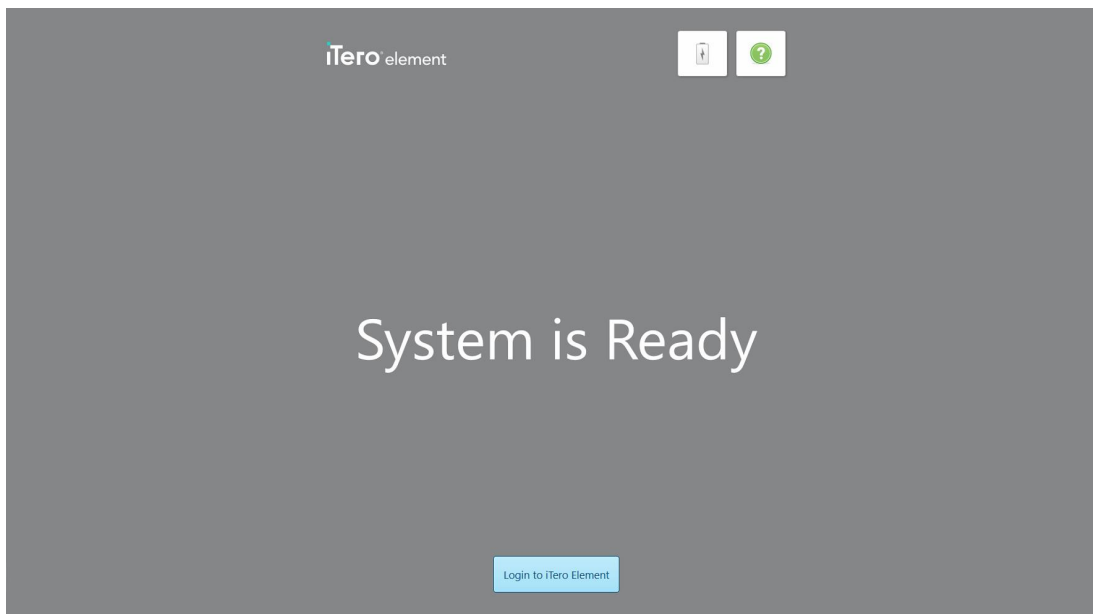 iTero element
?
System is Ready
Login to iTero Element